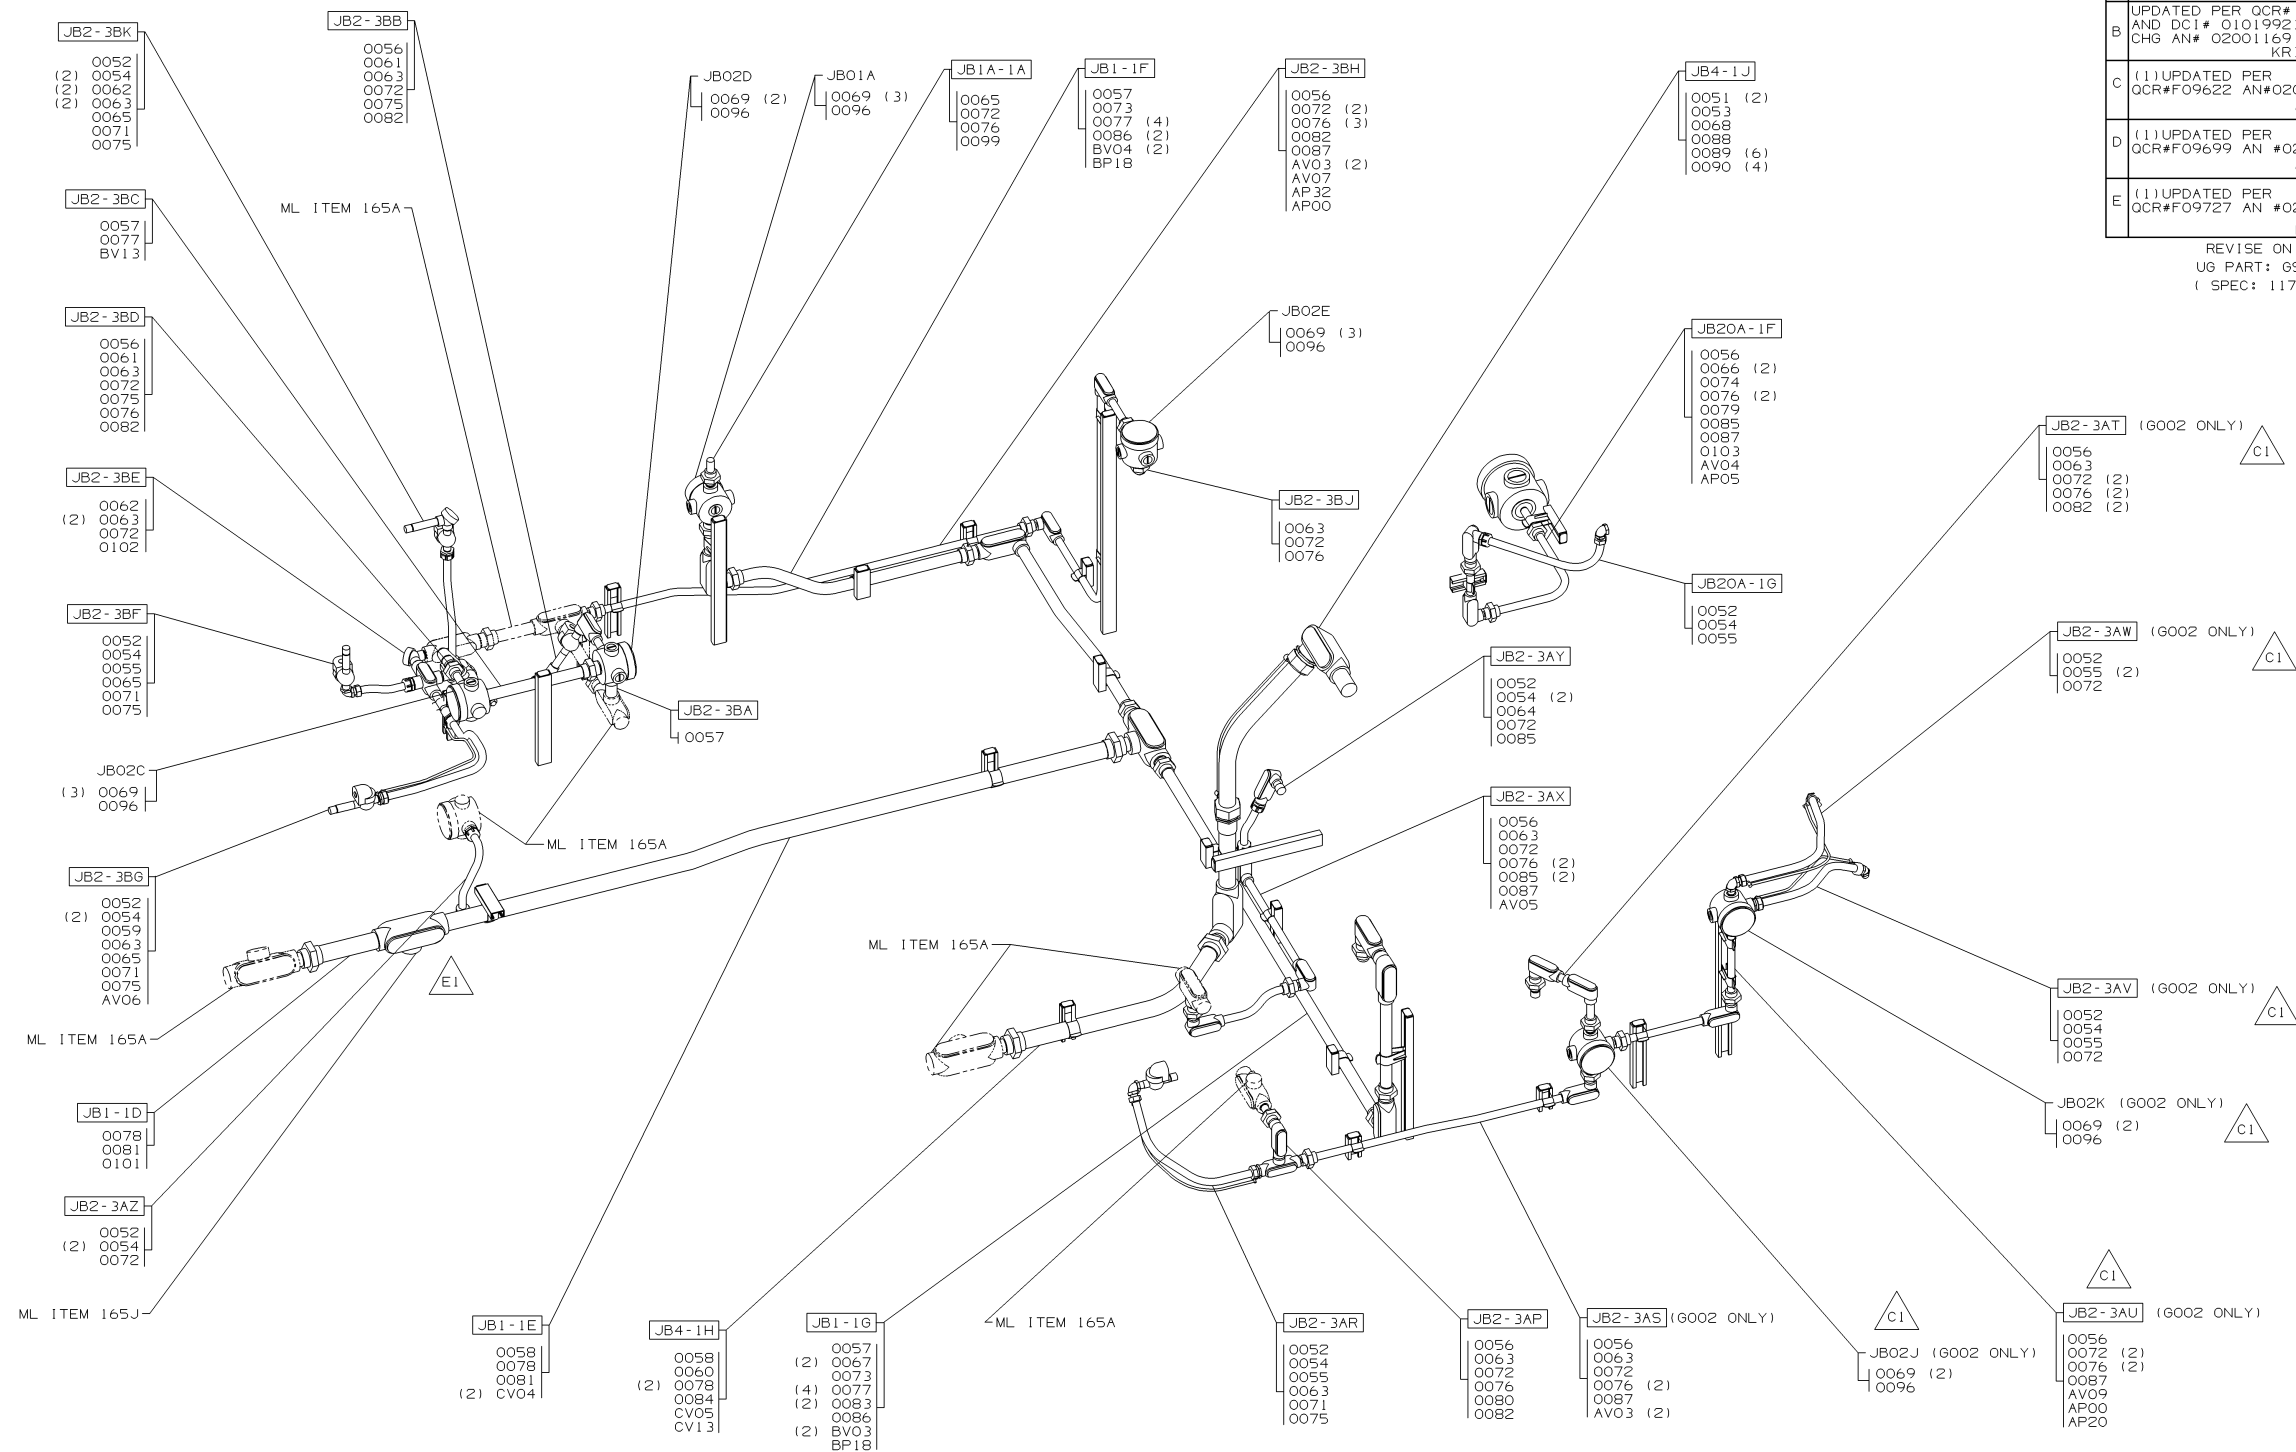 JB2-3BK
0052
(2) 0054
(2) 0062
(2) 0063
0065
0071
0075
JB2-3BB
0056
0061
0063
0072
0075
0082
JB02D
0069 (2)
0096
JB01A
0069 (3)
0096
JB1A-1A
0065
0072
0076
0099
JB1-1F
0057
0073
0077 (4)
0086 (2)
BV04 (2)
BP18
JB2-3BH
0056
0072 (2)
0076 (3)
0082
0087
AV03 (2)
AV07
AP32
AP00
JB4-1J
0051 (2)
0053
0068
0088
0089 (6)
0090 (4)
B
UPDATED PER QCR#
AND DCI#
CHG AN# 02001169
C
(1)UPDATED PER
QCR#F09622
D
(1)UPDATED PER
QCR#F09699 AN
E
(1)UPDATED PER
QCR#F09727 AN
REVISE ON
UG PART:
( SPEC:
JB2-3BC
0057
0077
BV13
ML ITEM 165A
JB2-3BD
0056
0061
0063
0072
0075
0076
0082
JB02E
0069 (3)
0096
JB20A-1F
0056
0066 (2)
0074
0076 (2)
0079
0085
0087
0103
AV04
AP05
JB2-3AT (G002 ONLY)
C1
0056
0063
0072 (2)
0076 (2)
0082 (2)
JB2-3BE
0062
(2) 0063
0072
0102
JB2-3BJ
0063
0072
0076
JB20A-1G
0052
0054
0055
JB2-3BF
0052
0054
0055
0065
0071
0075
JB2-3AW (G002 ONLY)
C1
0052
0055 (2)
0072
JB2-3AY
0052
0054 (2)
0064
0072
0085
JB2-3BA
0057
JB02C
(3) 0069
0096
JB2-3AX
0056
0063
0072
0076 (2)
0085 (2)
0087
AV05
ML ITEM 165A
JB2-3BG
0052
(2) 0054
0059
0063
0065
0071
0075
AV06
ML ITEM 165A
E1
JB2-3AV (G002 ONLY)
C1
0052
0054
0055
0072
ML ITEM 165A
JB1-1D
0078
0081
0101
JB02K (G002 ONLY)
C1
0069 (2)
0096
JB2-3AZ
0052
(2) 0054
0072
ML ITEM 165J
JB1-1E
0058
0078
0081
(2) CV04
JB4-1H
0058
0060
(2) 0078
0084
CV05
CV13
JB1-1G
0057
(2) 0067
0073
(4) 0077
(2) 0083
0086
(2) BV03
BP18
ML ITEM 165A
JB2-3AR
0052
0054
0055
0063
0071
0075
JB2-3AP
0056
0063
0072
0076
0080
0082
JB2-3AS (G002 ONLY)
0056
0063
0072
0076 (2)
0087
AV03 (2)
C1
JB02J (G002 ONLY)
0069 (2)
0096
C1
JB2-3AU (G002 ONLY)
0056
0072 (2)
0076 (2)
0087
AV09
AP00
AP20